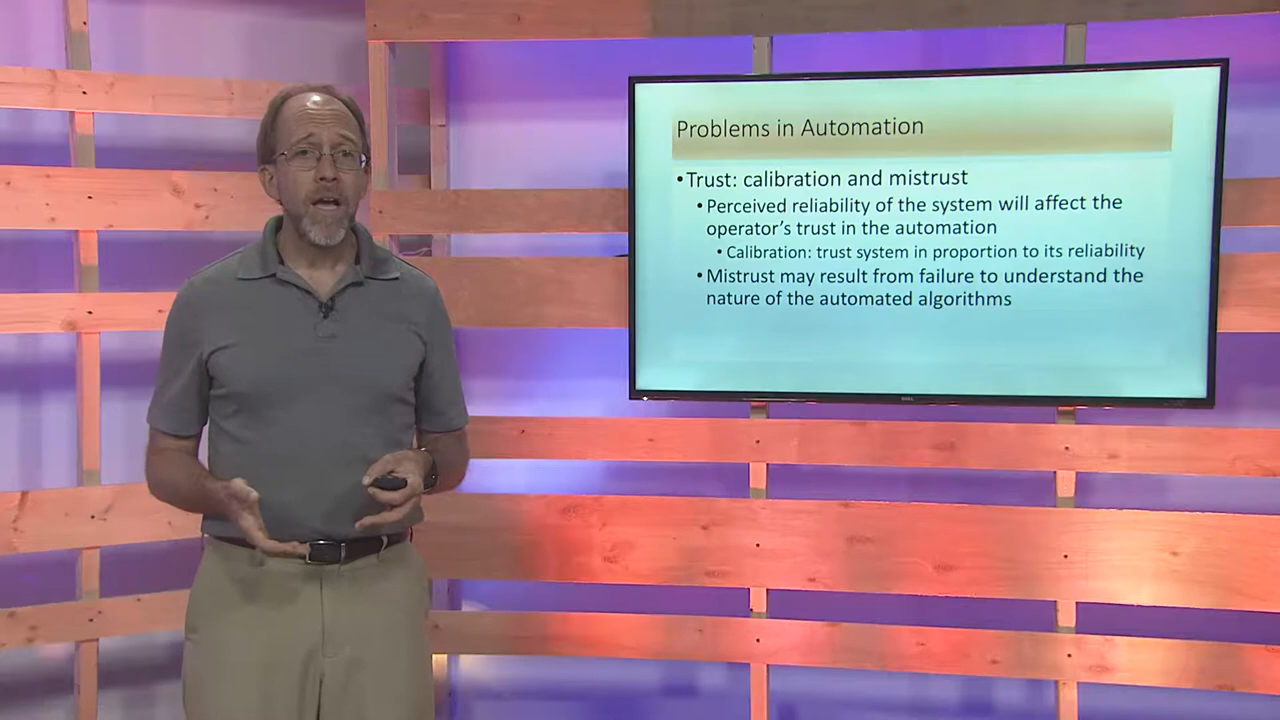 Problems in Automation
•Trust: calibration and mistrust
•Perceived reliability of the system will affect the
operator's trust in the automation
•Calibration: trust system in proportion to its reliability
•Mistrust may result from failure to understand the
nature of the automated algorithms
DELL